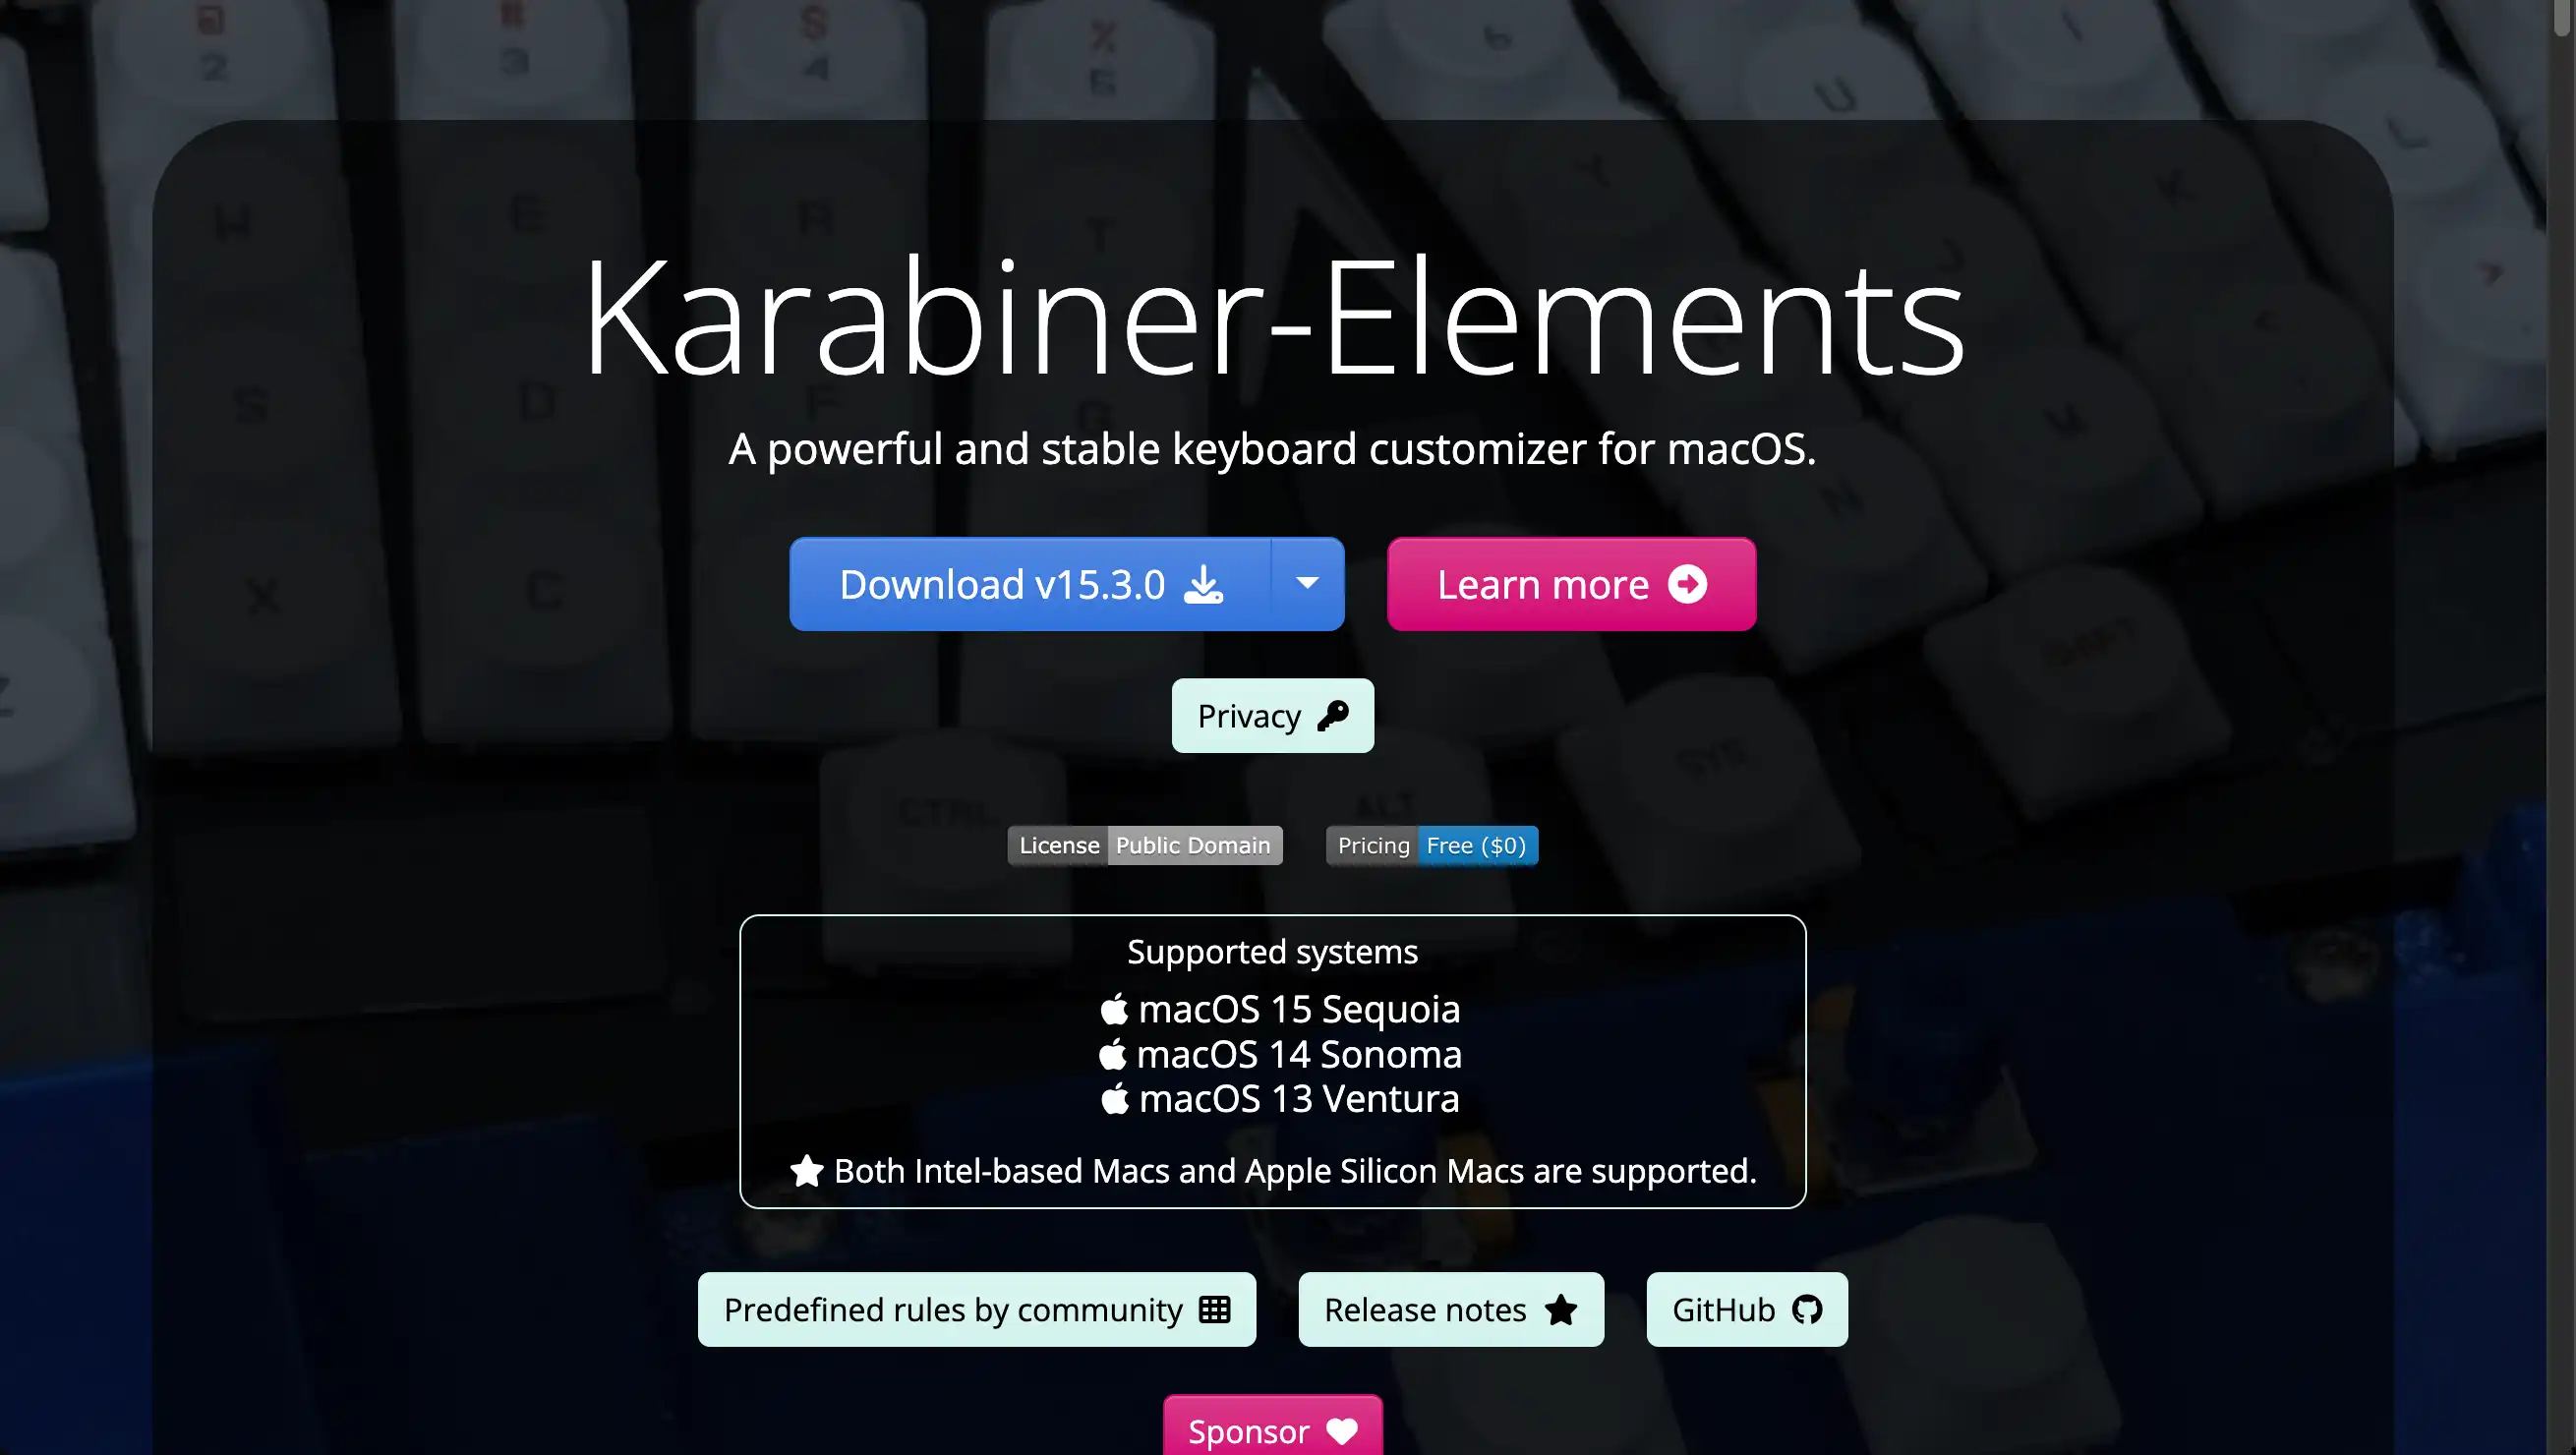 Karabiner-Elements
A powerful and stable keyboard customizer for macOS.
Download v15.3.0
Learn more
Privacy
License Public Domain
Pricing Free ($0)
Supported systems
macOS 15 Sequoia
macOS 14 Sonoma
macOS 13 Ventura
Both Intel-based Macs and Apple Silicon Macs are supported.
Predefined rules by community
Release notes
GitHub
Sponsor